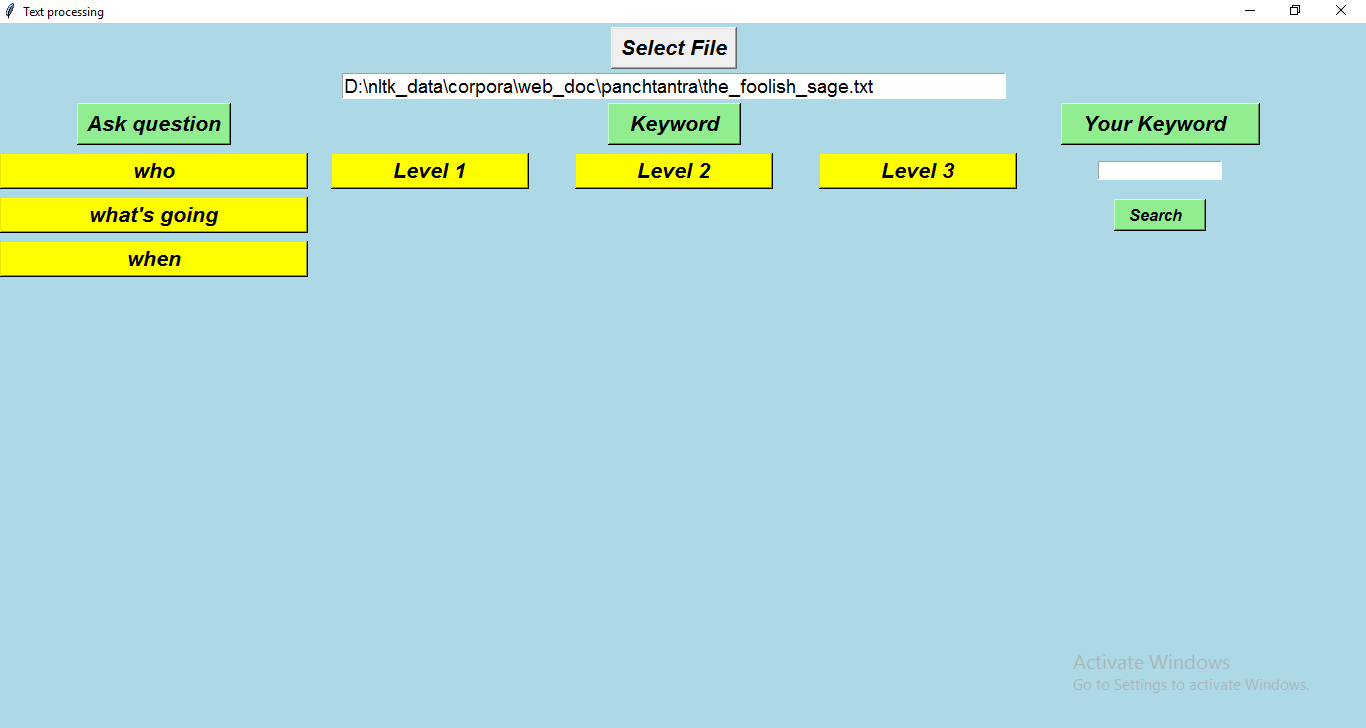 Text processing
Select File
D:\nltk_data\corpora\web_doc\panchtantra\the_foolish_sage.txt
Ask question
Keyword
Your Keyword
who
Level 1
Level 2
Level 3
what's going
Search
when
Activate Windows
Go to Settings to activate Windows.